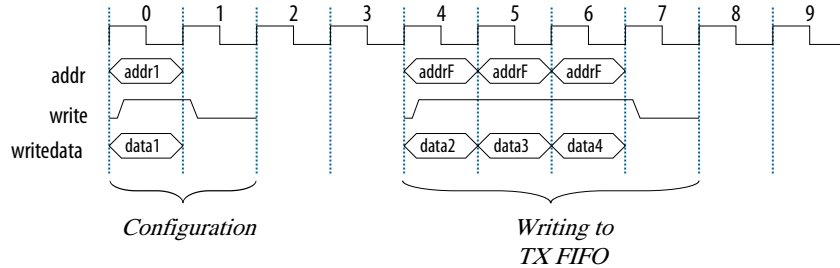 0 1 2 3 4 5 6 7 8 9
addr addr1 addrF addrF addrF
write
writedata data1 data2 data3 data4
Configuration Writing to
TX FIFO